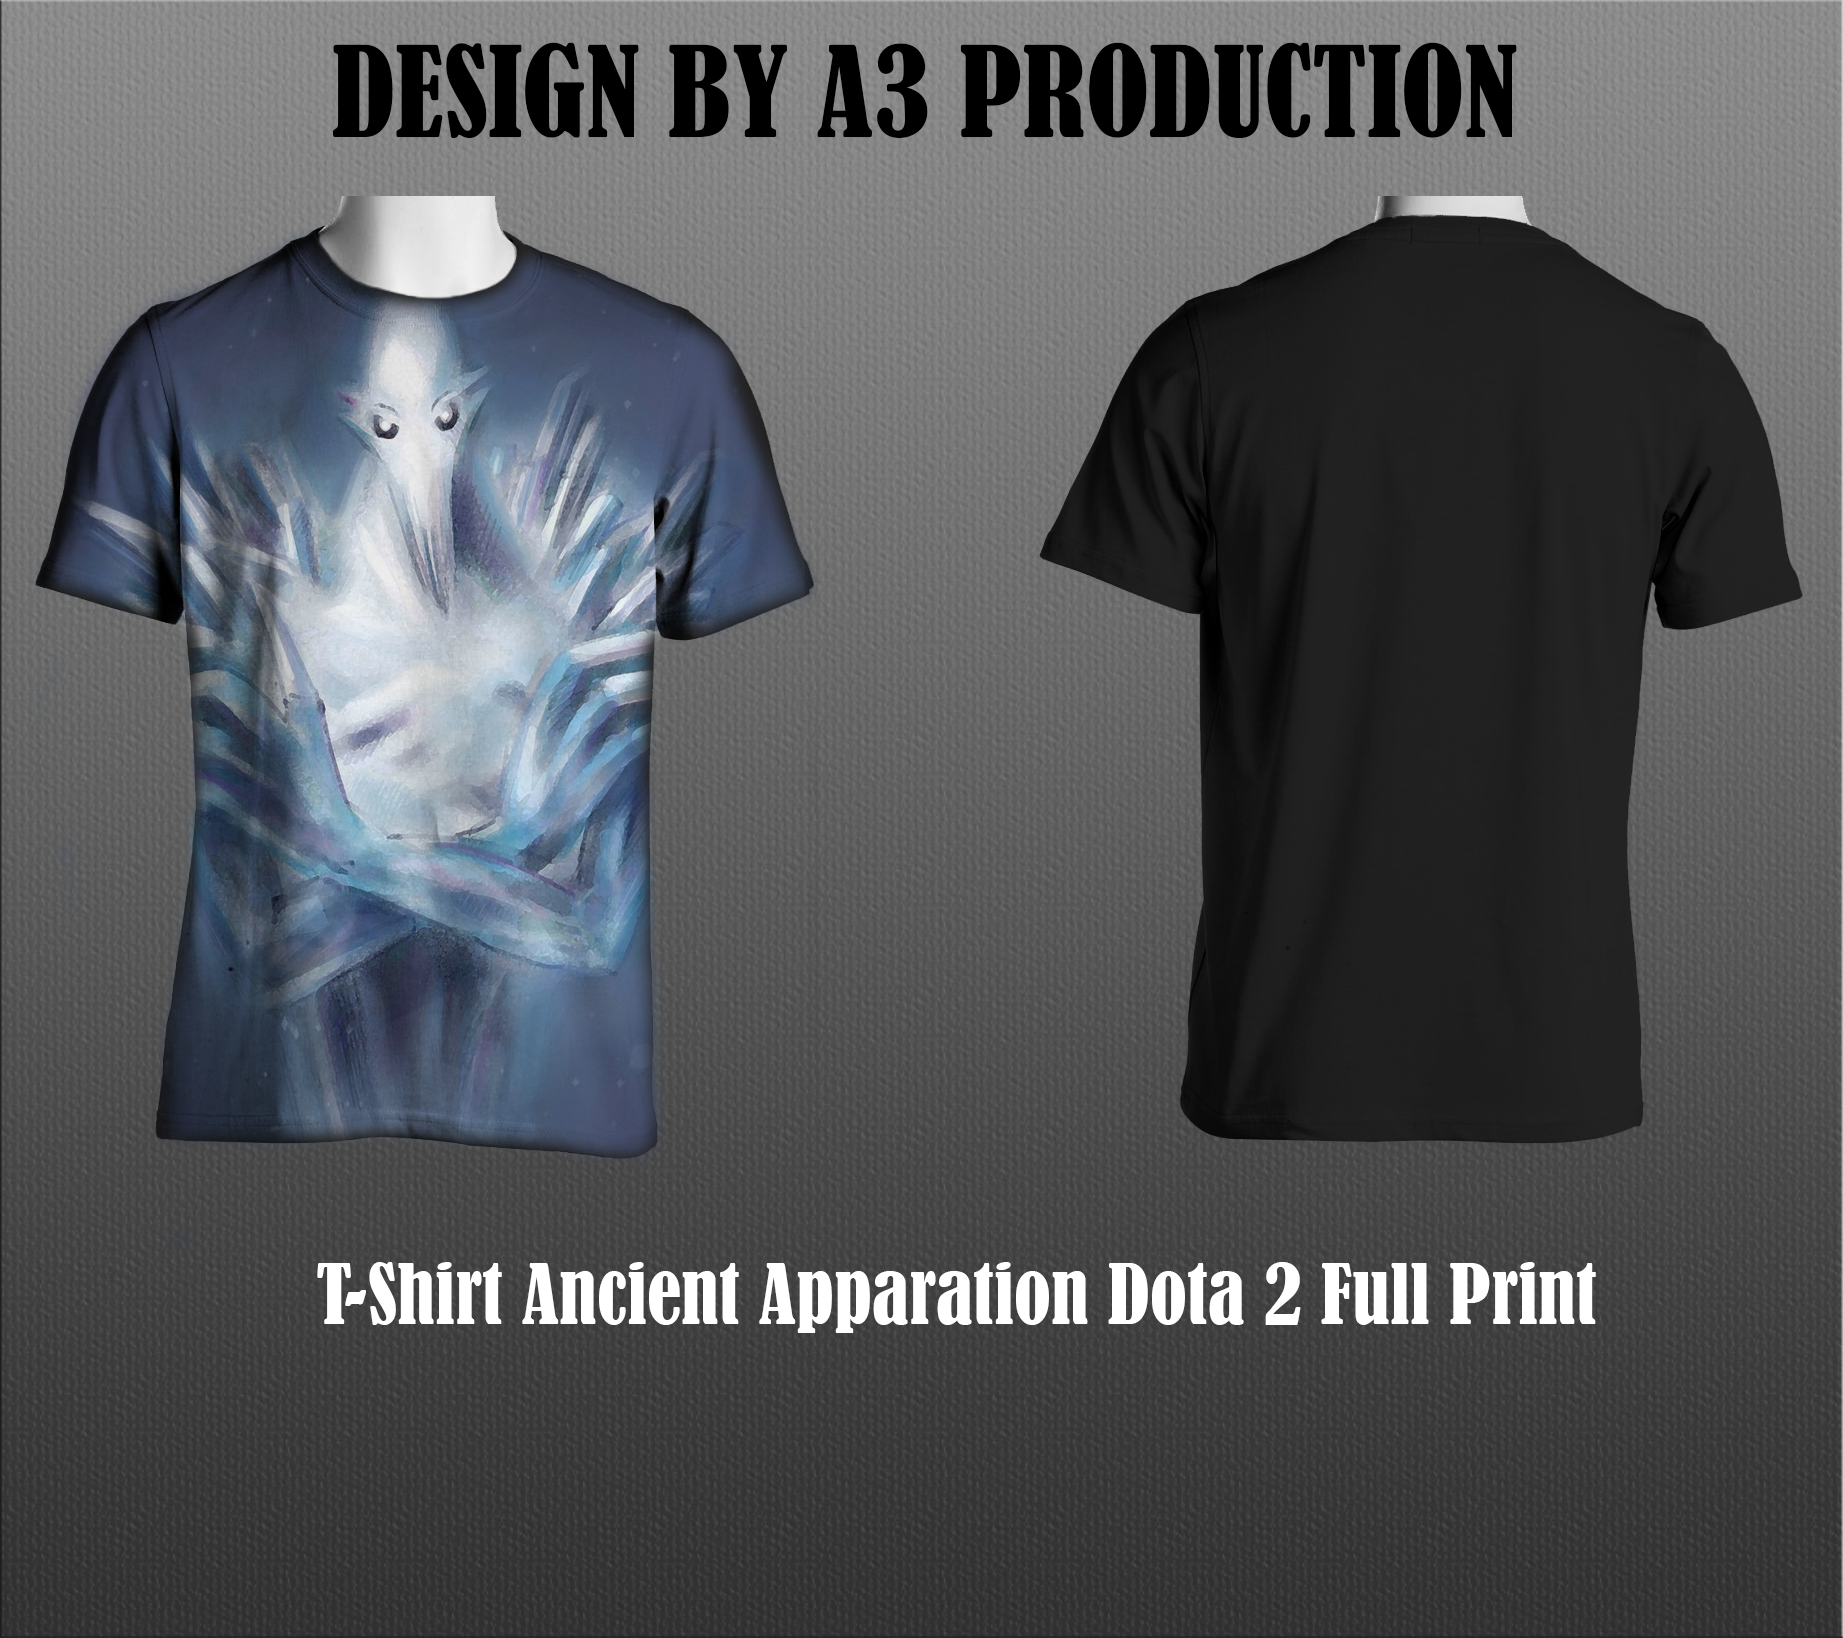 DESIGN BY A3 PRODUCTION
T-Shirt Ancient Apparation Dota 2 Full Print